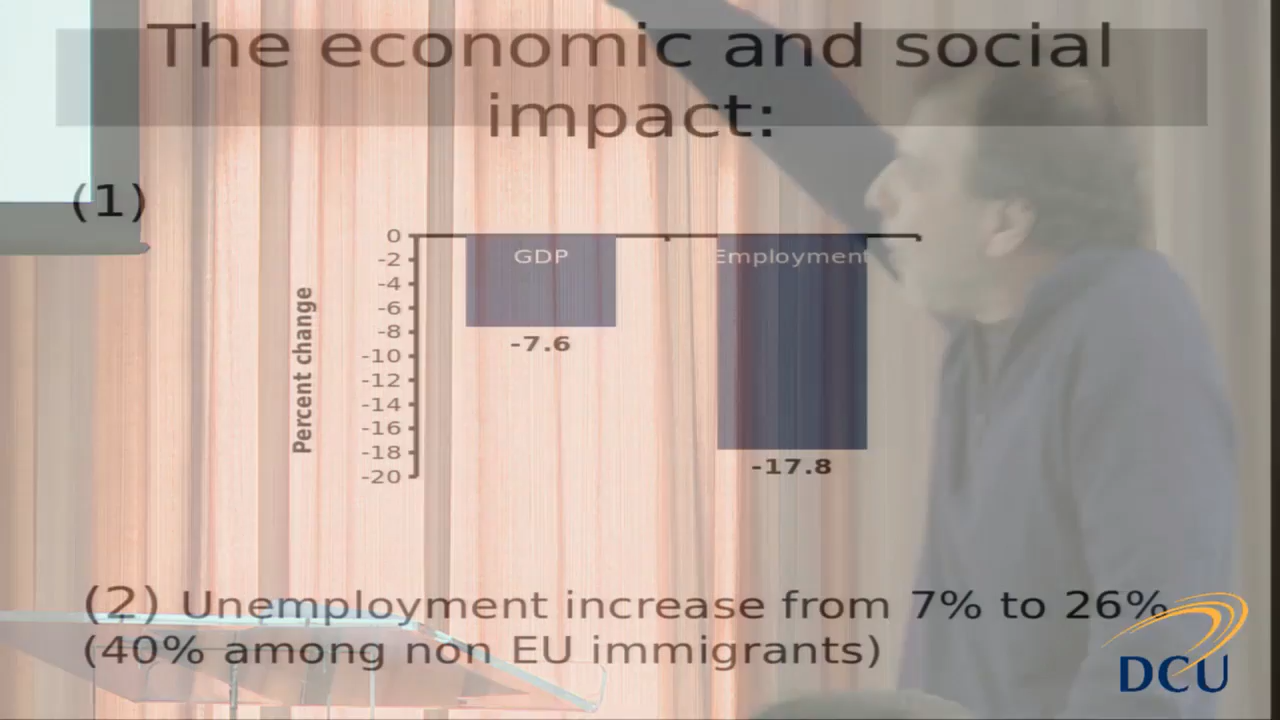 The economic and social
impact:
(1)
0
-2
-4
-6
-8
-10
-12
-14
-16
-18
-20
Percent change
GDP
-7.6
Employment
-17.8
(2) Unemployment increase from 7% to 26%
(40% among non EU immigrants)
DCU